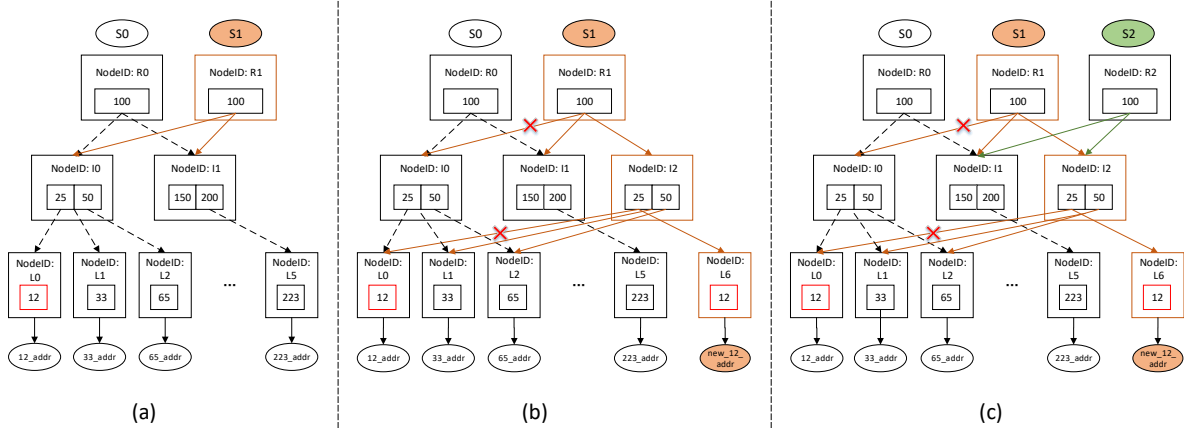 S0 S1
NodeID: R0 NodeID: R1
100 100
NodeID: I0 NodeID: I1
25 50 150 200
NodeID: NodeID: NodeID: NodeID:
L0 L1 L2 L5
12 33 65 ... 223
12_addr 33_addr 65_addr 223_addr
(a)
S0 S1
NodeID: R0 NodeID: R1
100 100
NodeID: I0 NodeID: I1 NodeID: I2
25 50 150 200 25 50
NodeID: NodeID: NodeID: NodeID: NodeID:
L0 L1 L2 L5 L6
12 33 65 ... 223 12
12_addr 33_addr 65_addr 223_addr new_12_
addr
(b)
S0 S1 S2
NodeID: R0 NodeID: R1 NodeID: R2
100 100 100
NodeID: I0 NodeID: I1 NodeID: I2
25 50 150 200 25 50
NodeID: NodeID: NodeID: NodeID: NodeID:
L0 L1 L2 L5 L6
12 33 65 ... 223 12
12_addr 33_addr 65_addr 223_addr new_12_
addr
(c)